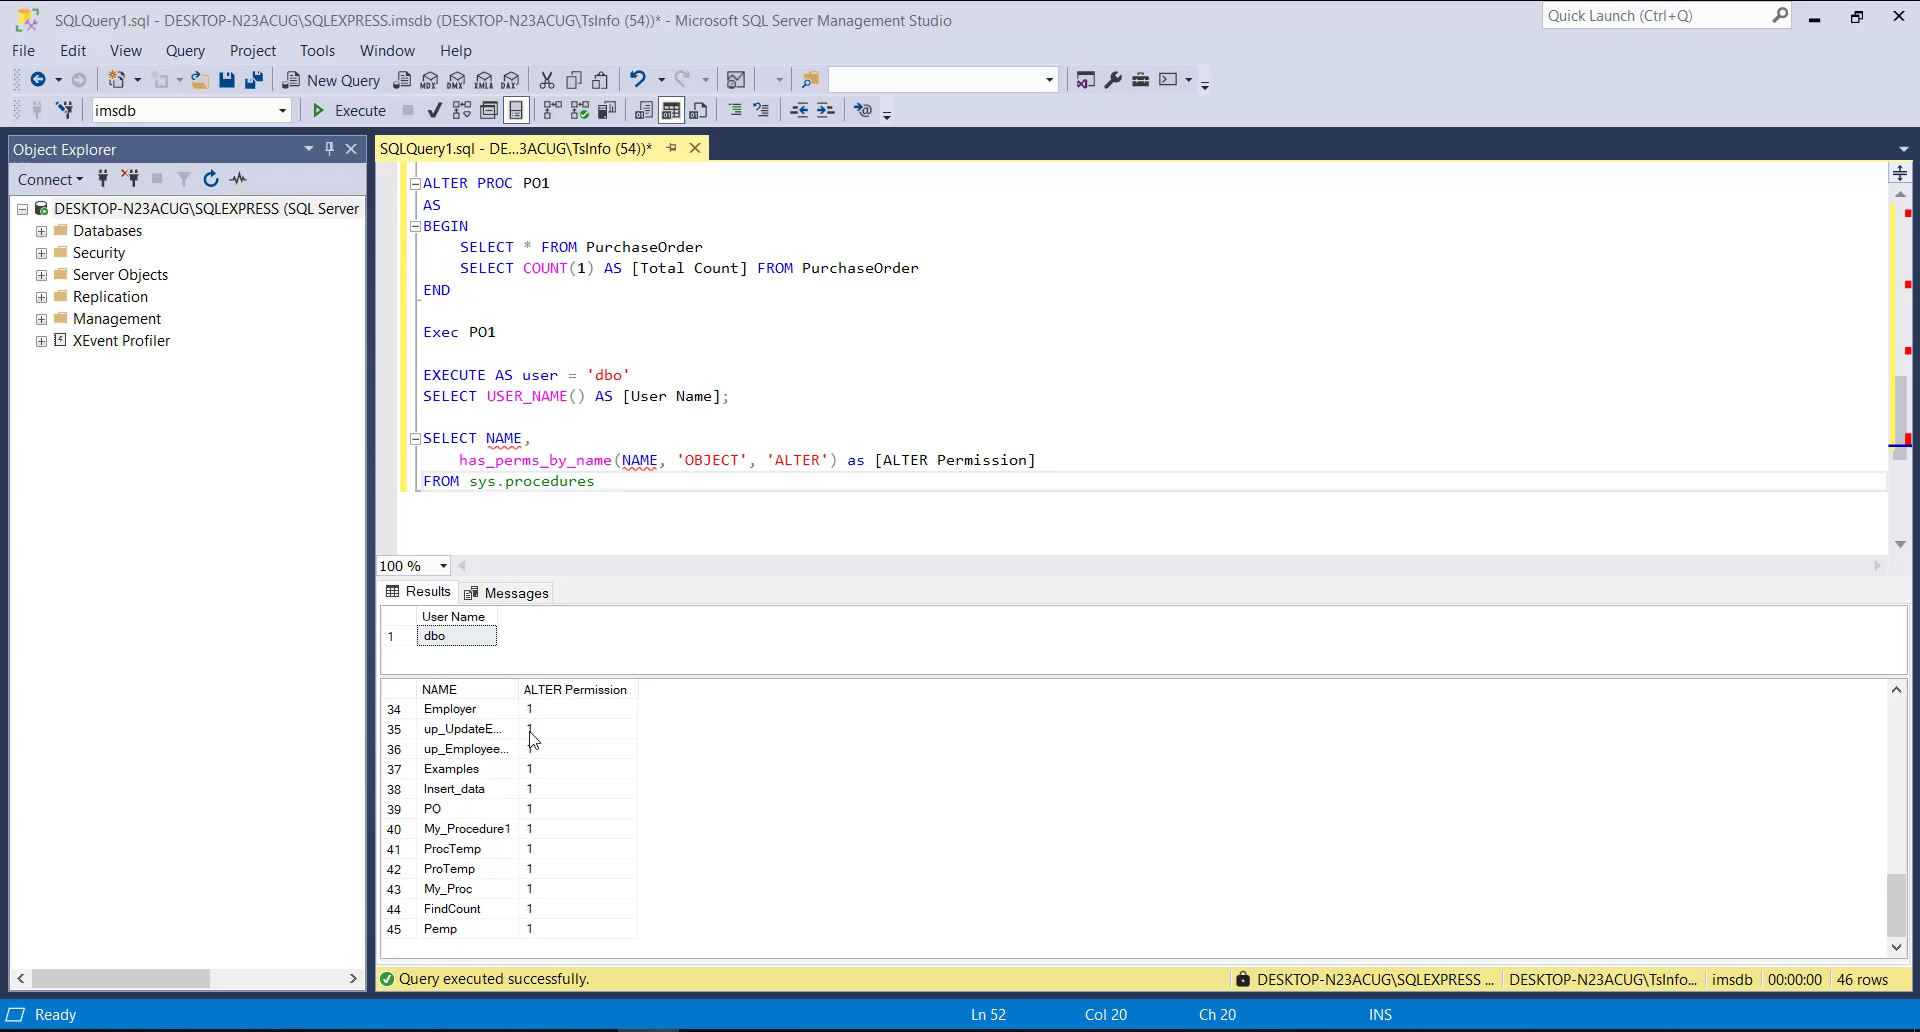 SQLQuery1.sql - DESKTOP-N23ACUG\SQLEXPRESS.imsdb (DESKTOP-N23ACUG\TsInfo (54))* - Microsoft SQL Server Management Studio
Quick Launch (Ctrl+Q)
File Edit View Query Project Tools Window Help
New Query MDX DMX XMLA DAX
imsdb Execute
Object Explorer
SQLQuery1.sql - DE...3ACUG\TsInfo (54))*
Connect
DESKTOP-N23ACUG\SQLEXPRESS (SQL Server
Databases
Security
Server Objects
Replication
Management
XEvent Profiler
ALTER PROC PO1
AS
BEGIN
SELECT * FROM PurchaseOrder
SELECT COUNT(1) AS [Total Count] FROM PurchaseOrder
END
Exec PO1
EXECUTE AS user = 'dbo'
SELECT USER_NAME() AS [User Name];
SELECT NAME,
has_perms_by_name(NAME, 'OBJECT', 'ALTER') as [ALTER Permission]
FROM sys.procedures
100 %
Results Messages
User Name
1 dbo
NAME ALTER Permission
34 Employer 1
35 up_UpdateE... 1
36 up_Employee... 1
37 Examples 1
38 Insert_data 1
39 PO 1
40 My_Procedure1 1
41 ProcTemp 1
42 ProTemp 1
43 My_Proc 1
44 FindCount 1
45 Pemp 1
Query executed successfully. DESKTOP-N23ACUG\SQLEXPRESS ... DESKTOP-N23ACUG\TsInfo... imsdb 00:00:00 46 rows
Ready Ln 52 Col 20 Ch 20 INS